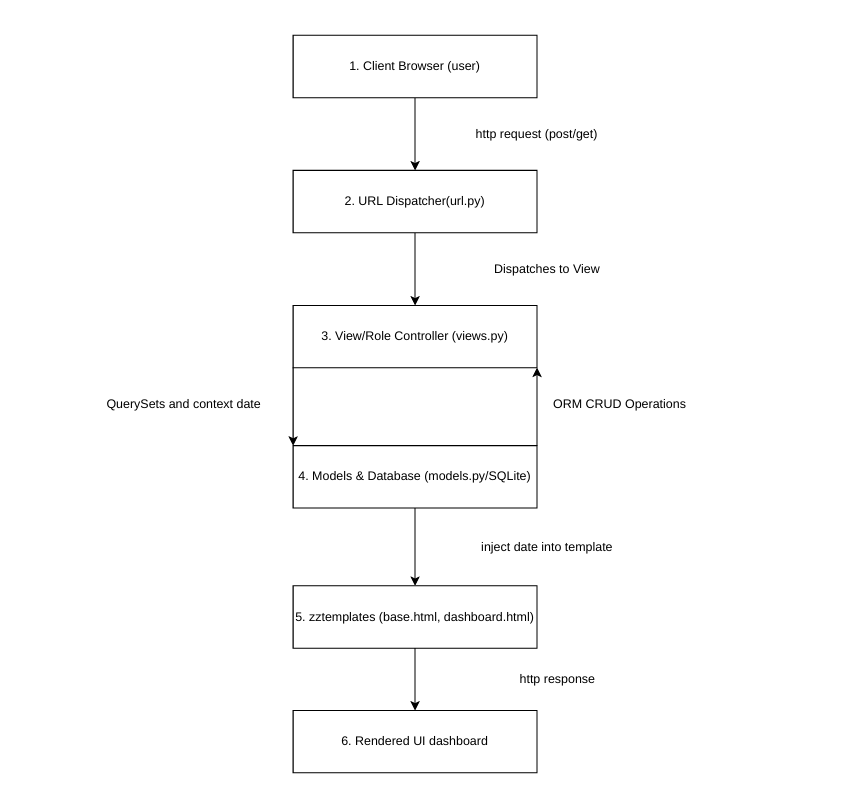 1. Client Browser (user)
http request (post/get)
2. URL Dispatcher(url.py)
Dispatches to View
3. View/Role Controller (views.py)
QuerySets and context date
ORM CRUD Operations
4. Models & Database (models.py/SQLite)
inject date into template
5. zztemplates (base.html, dashboard.html)
http response
6. Rendered UI dashboard